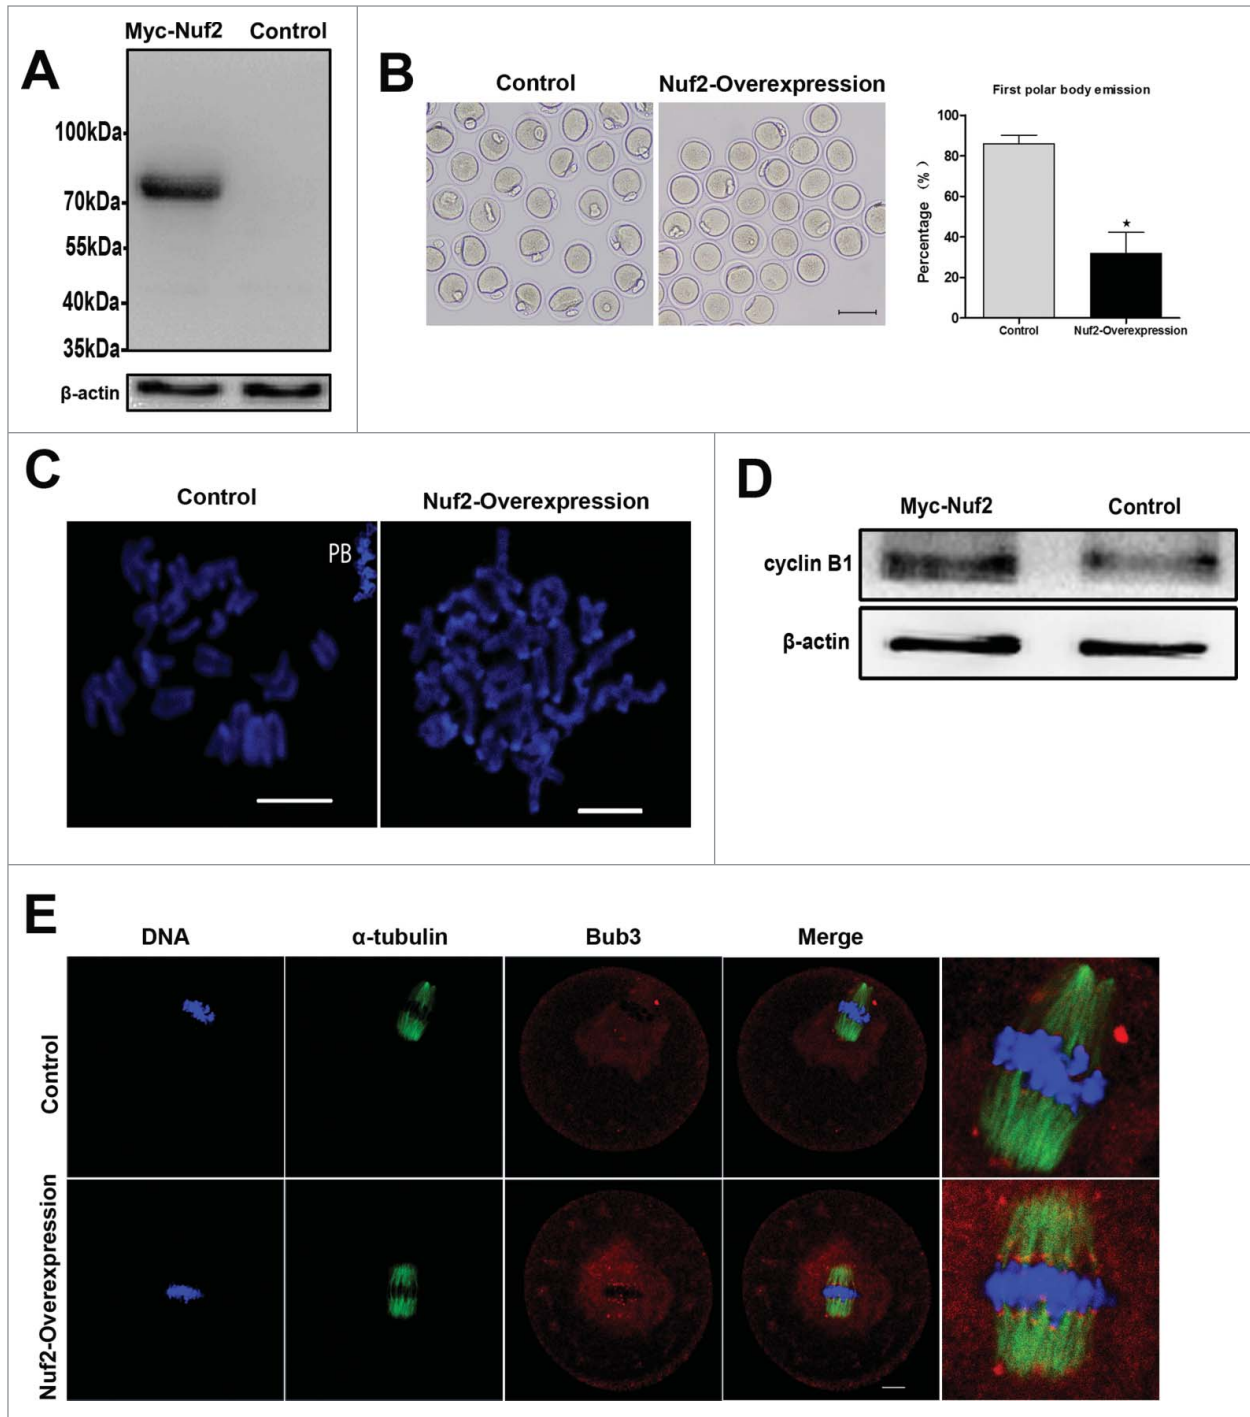 A
Myc-Nuf2 Control
100kDa
70kDa
55kDa
40kDa
35kDa
β-actin
B
Control Nuf2-Overexpression
First polar body emission
Percentage (%)
100
80
60
40
20
0
★
Control Nuf2-Overexpression
C
Control Nuf2-Overexpression
PB
D
Myc-Nuf2 Control
cyclin B1
β-actin
E
DNA α-tubulin Bub3 Merge
Control
Nuf2-Overexpression